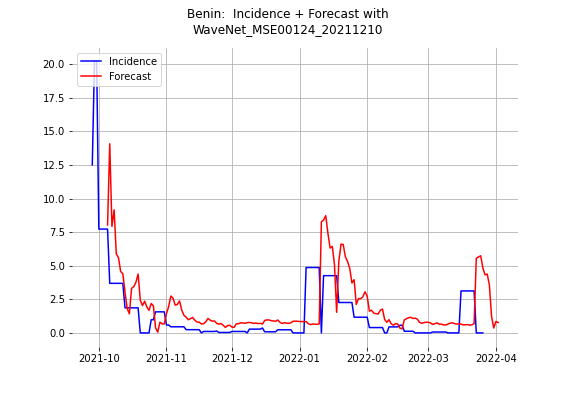 Benin:  Incidence + Forecast with
WaveNet_MSE00124_20211210
Incidence
Forecast
20.0
17.5
15.0
12.5
10.0
7.5
5.0
2.5
0.0
2021-10 2021-11 2021-12 2022-01 2022-02 2022-03 2022-04